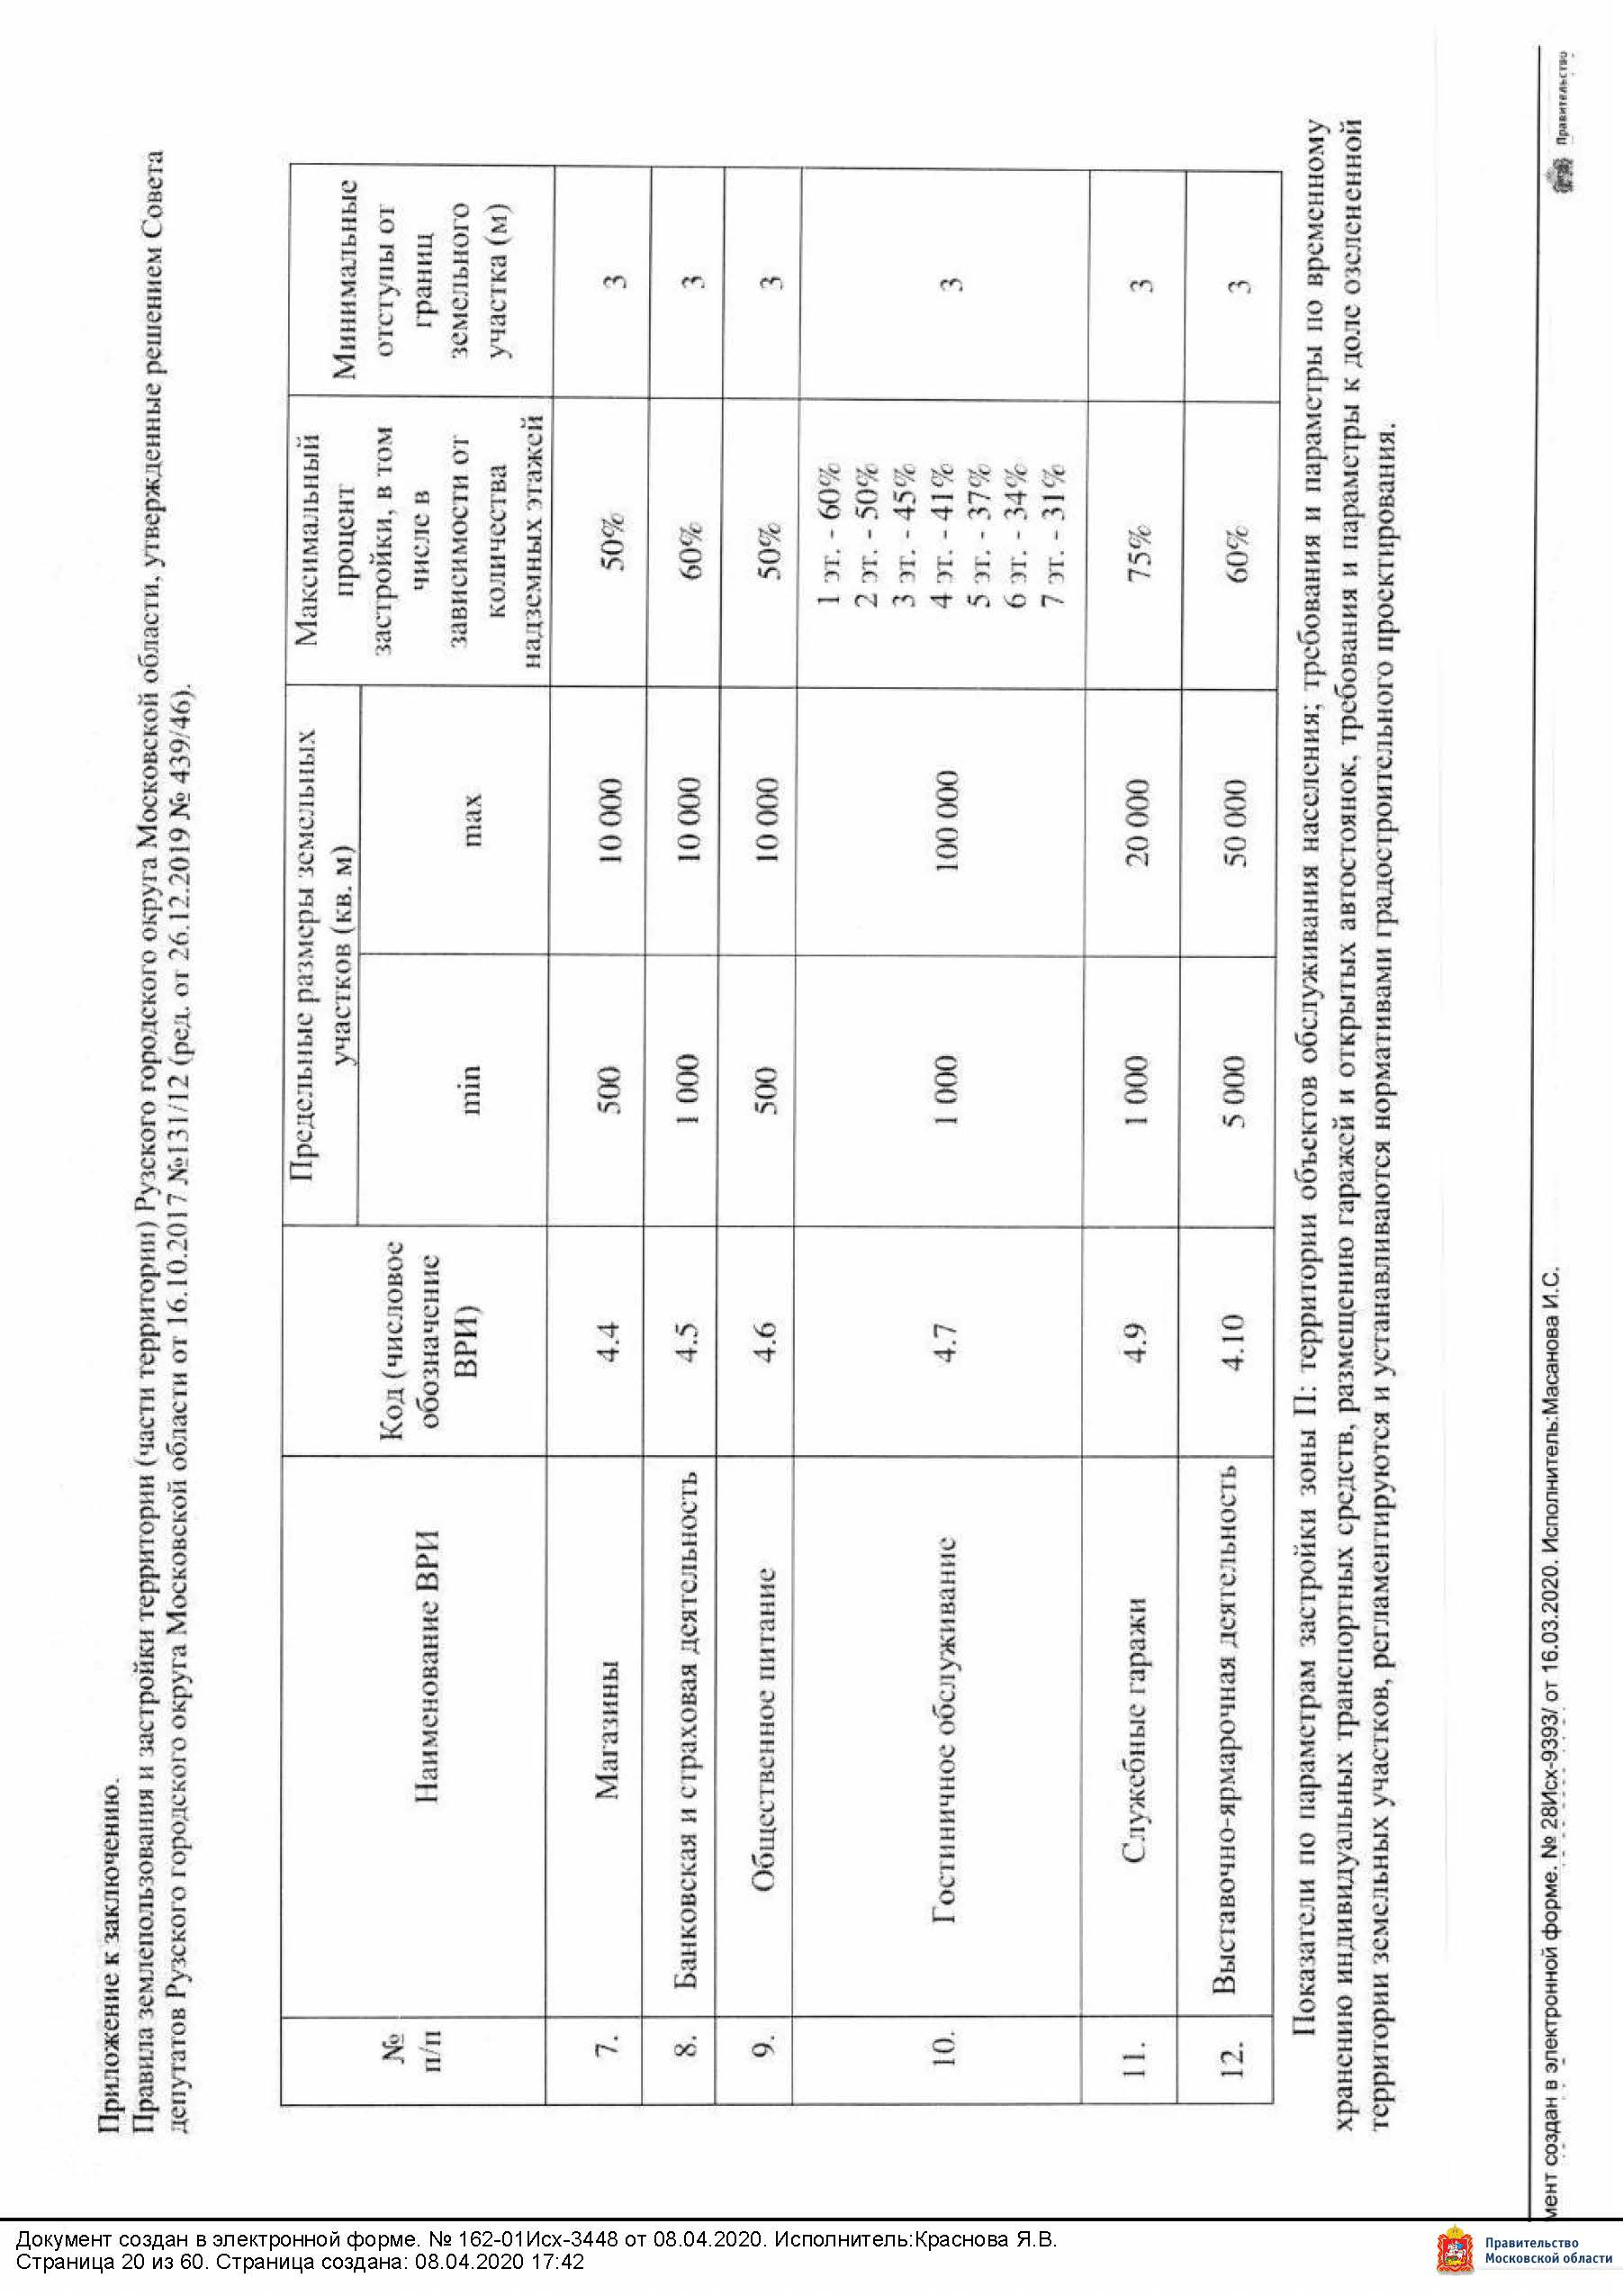 Приложение к заключению.
Правила землепользования и застройки территории (части территории) Рузского городского округа Московской области, утвержденные решением Совета
депутатов Рузского городского округа Московской области от 16.10.2017 №131/12 (ред. от 26.12.2019 № 439/46).
№ п/п
Наименование ВРИ
Код (числовое обозначение ВРИ)
Предельные размеры земельных участков (кв. м)
min
max
Максимальный процент застройки, в том числе в зависимости от количества надземных этажей
Минимальные отступы от границ земельного участка (м)
7. Магазины 4.4 500 10 000 50% 3
8. Банковская и страховая деятельность 4.5 1 000 10 000 60% 3
9. Общественное питание 4.6 500 10 000 50% 3
10. Гостиничное обслуживание 4.7 1 000 100 000
1 эт. - 60%
2 эт. - 50%
3 эт. - 45%
4 эт. - 41%
5 эт. - 37%
6 эт. - 34%
7 эт. - 31%
3
11. Служебные гаражи 4.9 1 000 20 000 75% 3
12. Выставочно-ярмарочная деятельность 4.10 5 000 50 000 60% 3
Показатели по параметрам застройки зоны П: территории объектов обслуживания населения; требования и параметры по временному
хранению индивидуальных транспортных средств, размещению гаражей и открытых автостоянок, требования и параметры к доле озелененной
территории земельных участков, регламентируются и устанавливаются нормативами градостроительного проектирования.
мент создан в электронной форме. № 28Исх-9393/ от 16.03.2020. Исполнитель:Масанова И.С.
Правительство
Документ создан в электронной форме. № 162-01Исх-3448 от 08.04.2020. Исполнитель:Краснова Я.В.
Страница 20 из 60. Страница создана: 08.04.2020 17:42
Правительство
Московской области